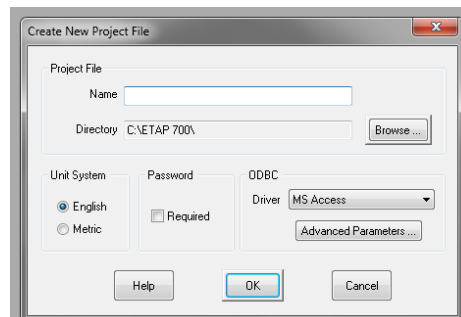 Create New Project File
Project File
Name
Directory C:\ETAP 700\ Browse ...
Unit System Password ODBC
English Required Driver MS Access
Metric Advanced Parameters ...
Help OK Cancel